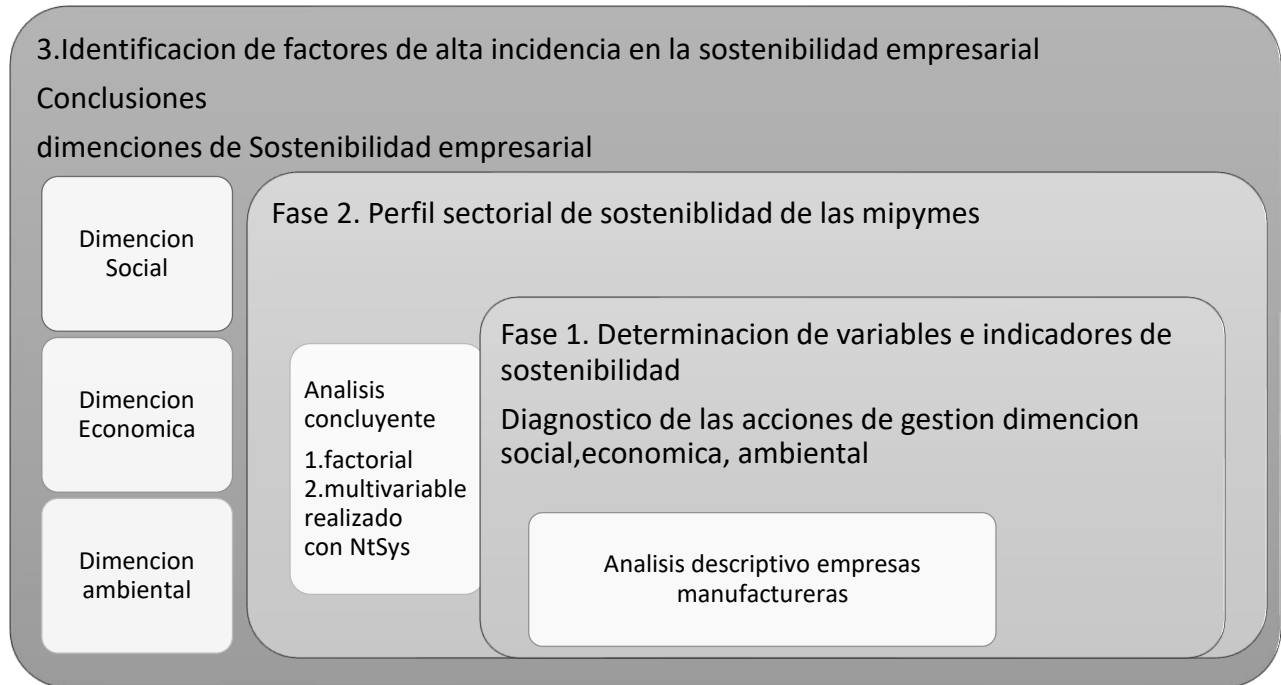 3.Identificacion de factores de alta incidencia en la sostenibilidad empresarial
Conclusiones
dimenciones de Sostenibilidad empresarial
Dimencion
Social
Dimencion
Economica
Dimencion
ambiental
Fase 2. Perfil sectorial de sosteniblidad de las mipymes
Analisis
concluyente
1.factorial
2.multivariable
realizado
con NtSys
Fase 1. Determinacion de variables e indicadores de
sostenibilidad
Diagnostico de las acciones de gestion dimencion
social,economica, ambiental
Analisis descriptivo empresas
manufactureras